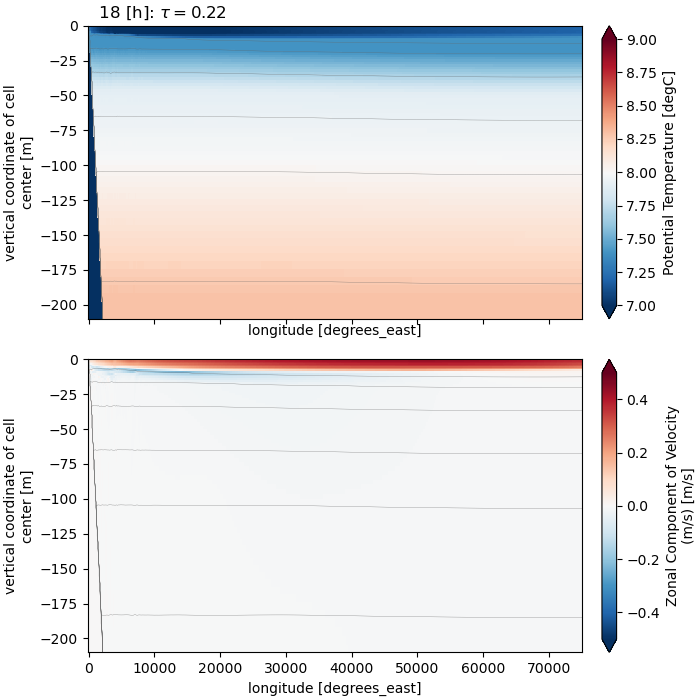 18 [h]: τ = 0.22
0
−25
−50
−75
−100
−125
−150
−175
−200
vertical coordinate of cell
center [m]
longitude [degrees_east]
9.00
8.75
8.50
8.25
8.00
7.75
7.50
7.25
7.00
Potential Temperature [degC]
0
−25
−50
−75
−100
−125
−150
−175
−200
vertical coordinate of cell
center [m]
0 10000 20000 30000 40000 50000 60000 70000
longitude [degrees_east]
0.4
0.2
0.0
−0.2
−0.4
Zonal Component of Velocity
(m/s) [m/s]